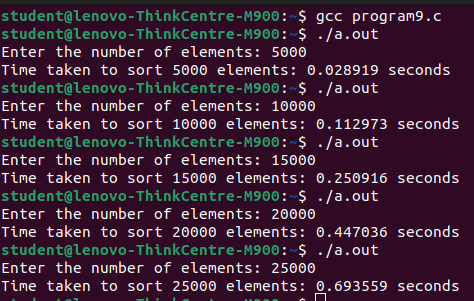 student@lenovo-ThinkCentre-M900:~$ gcc program9.c
student@lenovo-ThinkCentre-M900:~$ ./a.out
Enter the number of elements: 5000
Time taken to sort 5000 elements: 0.028919 seconds
student@lenovo-ThinkCentre-M900:~$ ./a.out
Enter the number of elements: 10000
Time taken to sort 10000 elements: 0.112973 seconds
student@lenovo-ThinkCentre-M900:~$ ./a.out
Enter the number of elements: 15000
Time taken to sort 15000 elements: 0.250916 seconds
student@lenovo-ThinkCentre-M900:~$ ./a.out
Enter the number of elements: 20000
Time taken to sort 20000 elements: 0.447036 seconds
student@lenovo-ThinkCentre-M900:~$ ./a.out
Enter the number of elements: 25000
Time taken to sort 25000 elements: 0.693559 seconds
student@lenovo-ThinkCentre-M900:~$